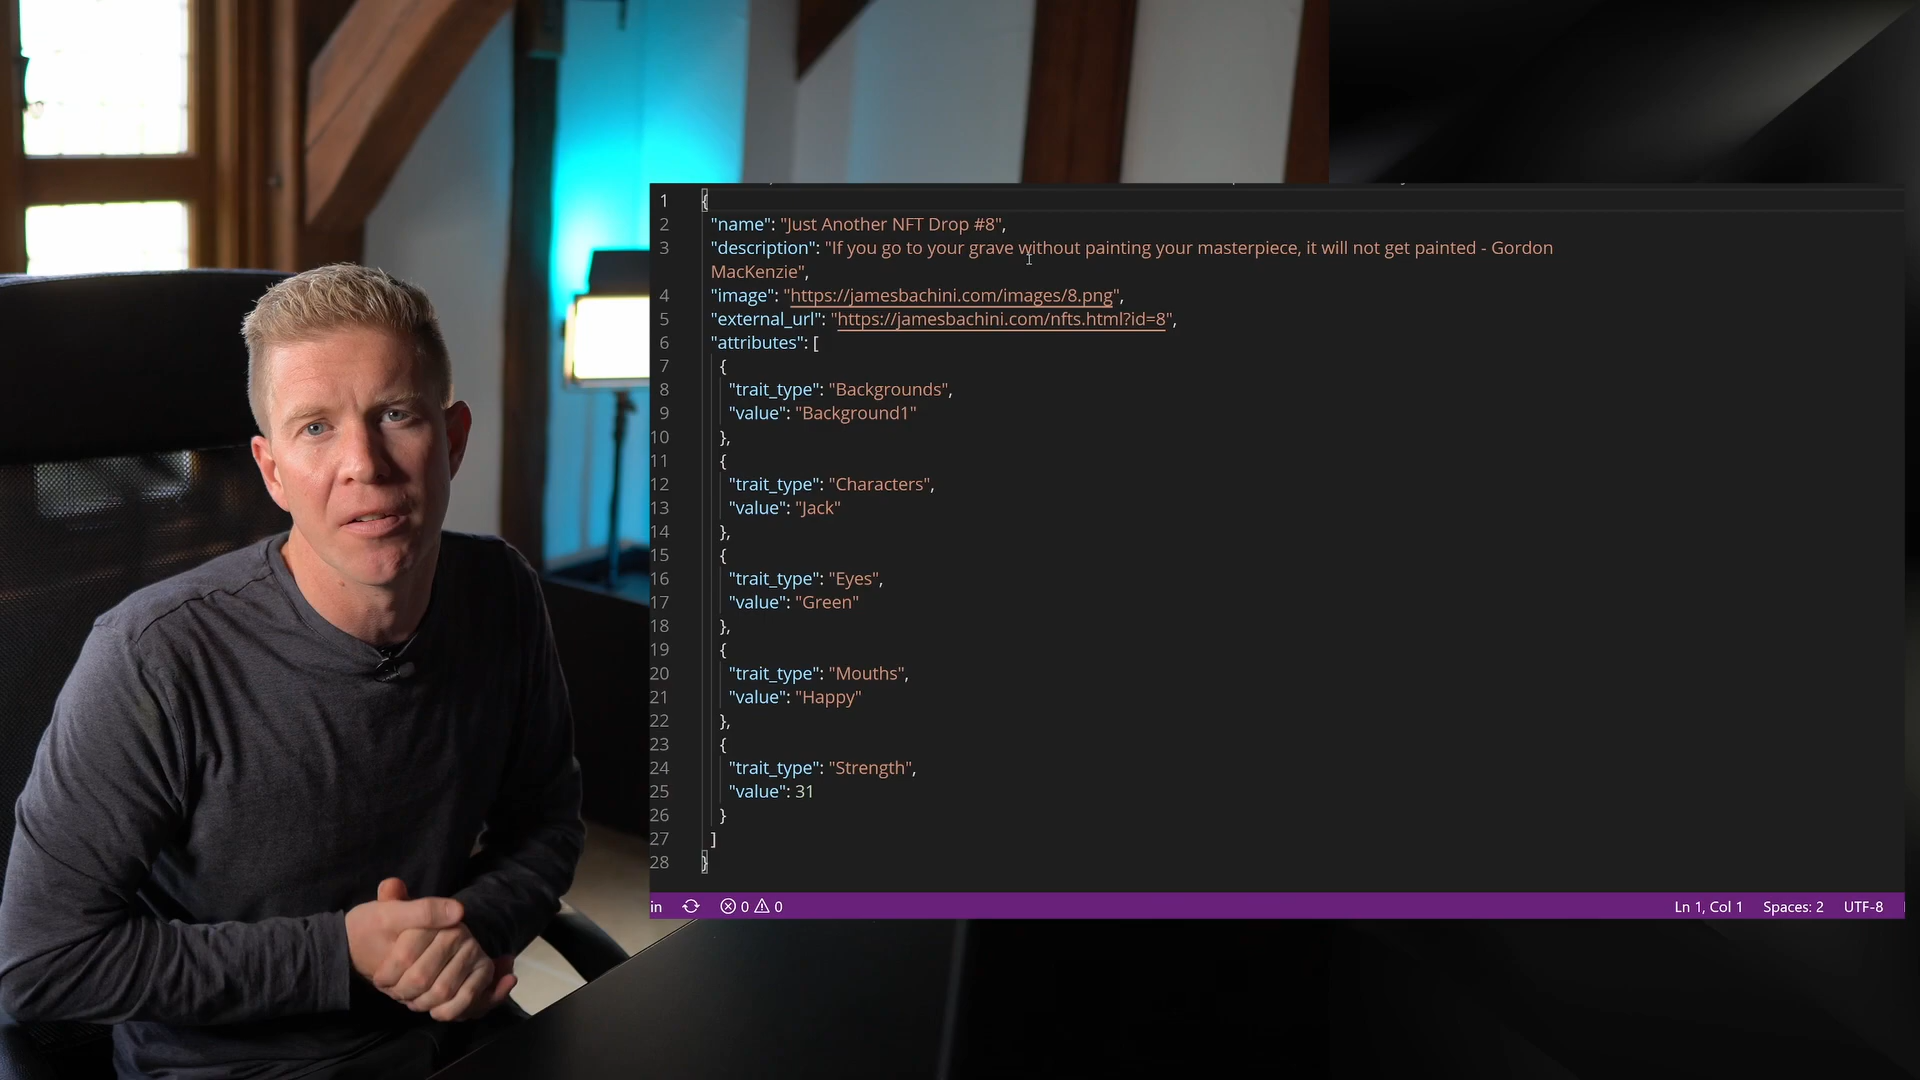 1 {
2 "name": "Just Another NFT Drop #8",
3 "description": "If you go to your grave without painting your masterpiece, it will not get painted - Gordon
MacKenzie",
4 "image": "https://jamesbachini.com/images/8.png",
5 "external_url": "https://jamesbachini.com/nfts.html?id=8",
6 "attributes": [
7 {
8 "trait_type": "Backgrounds",
9 "value": "Background1"
10 },
11 {
12 "trait_type": "Characters",
13 "value": "Jack"
14 },
15 {
16 "trait_type": "Eyes",
17 "value": "Green"
18 },
19 {
20 "trait_type": "Mouths",
21 "value": "Happy"
22 },
23 {
24 "trait_type": "Strength",
25 "value": 31
26 }
27 ]
28 }
in 0 0 Ln 1, Col 1 Spaces: 2 UTF-8